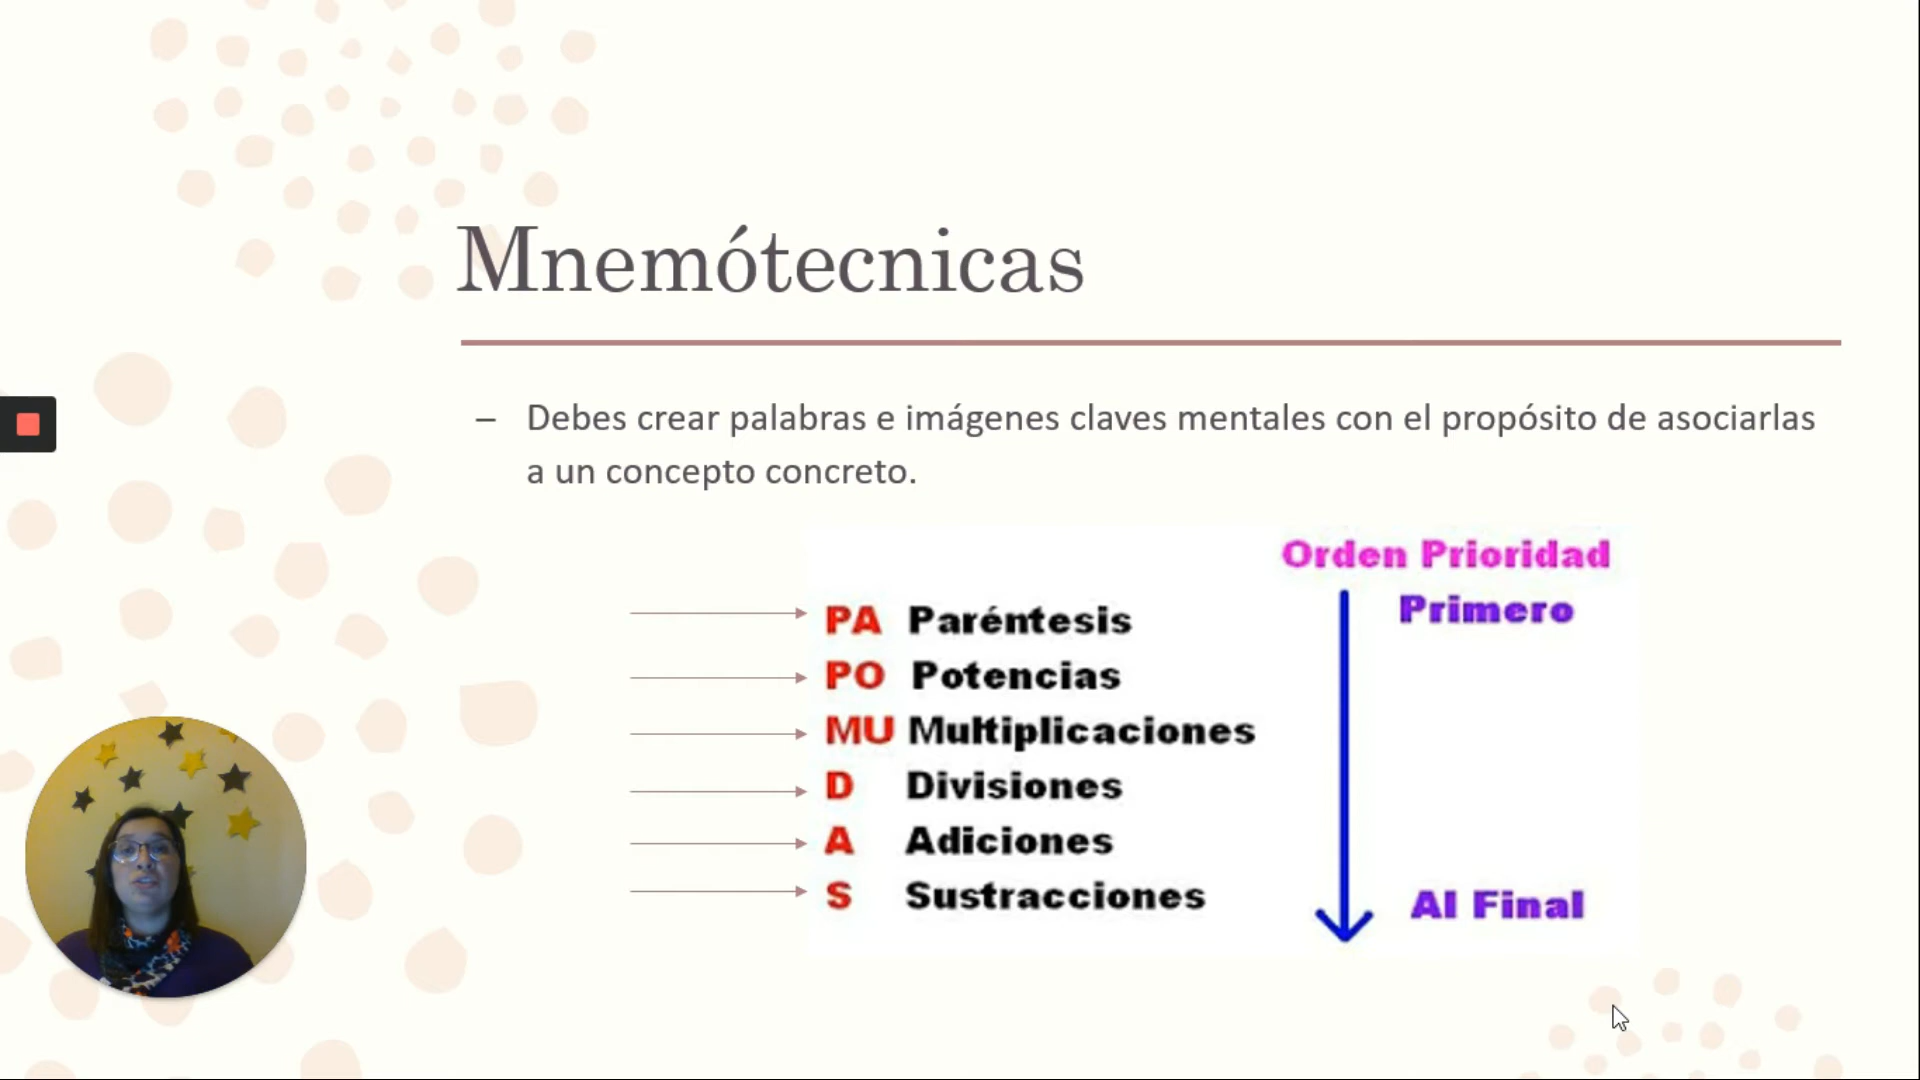 Mnemótecnicas
– Debes crear palabras e imágenes claves mentales con el propósito de asociarlas
a un concepto concreto.
Orden Prioridad
Primero
PA Paréntesis
PO Potencias
MU Multiplicaciones
D Divisiones
A Adiciones
S Sustracciones
Al Final